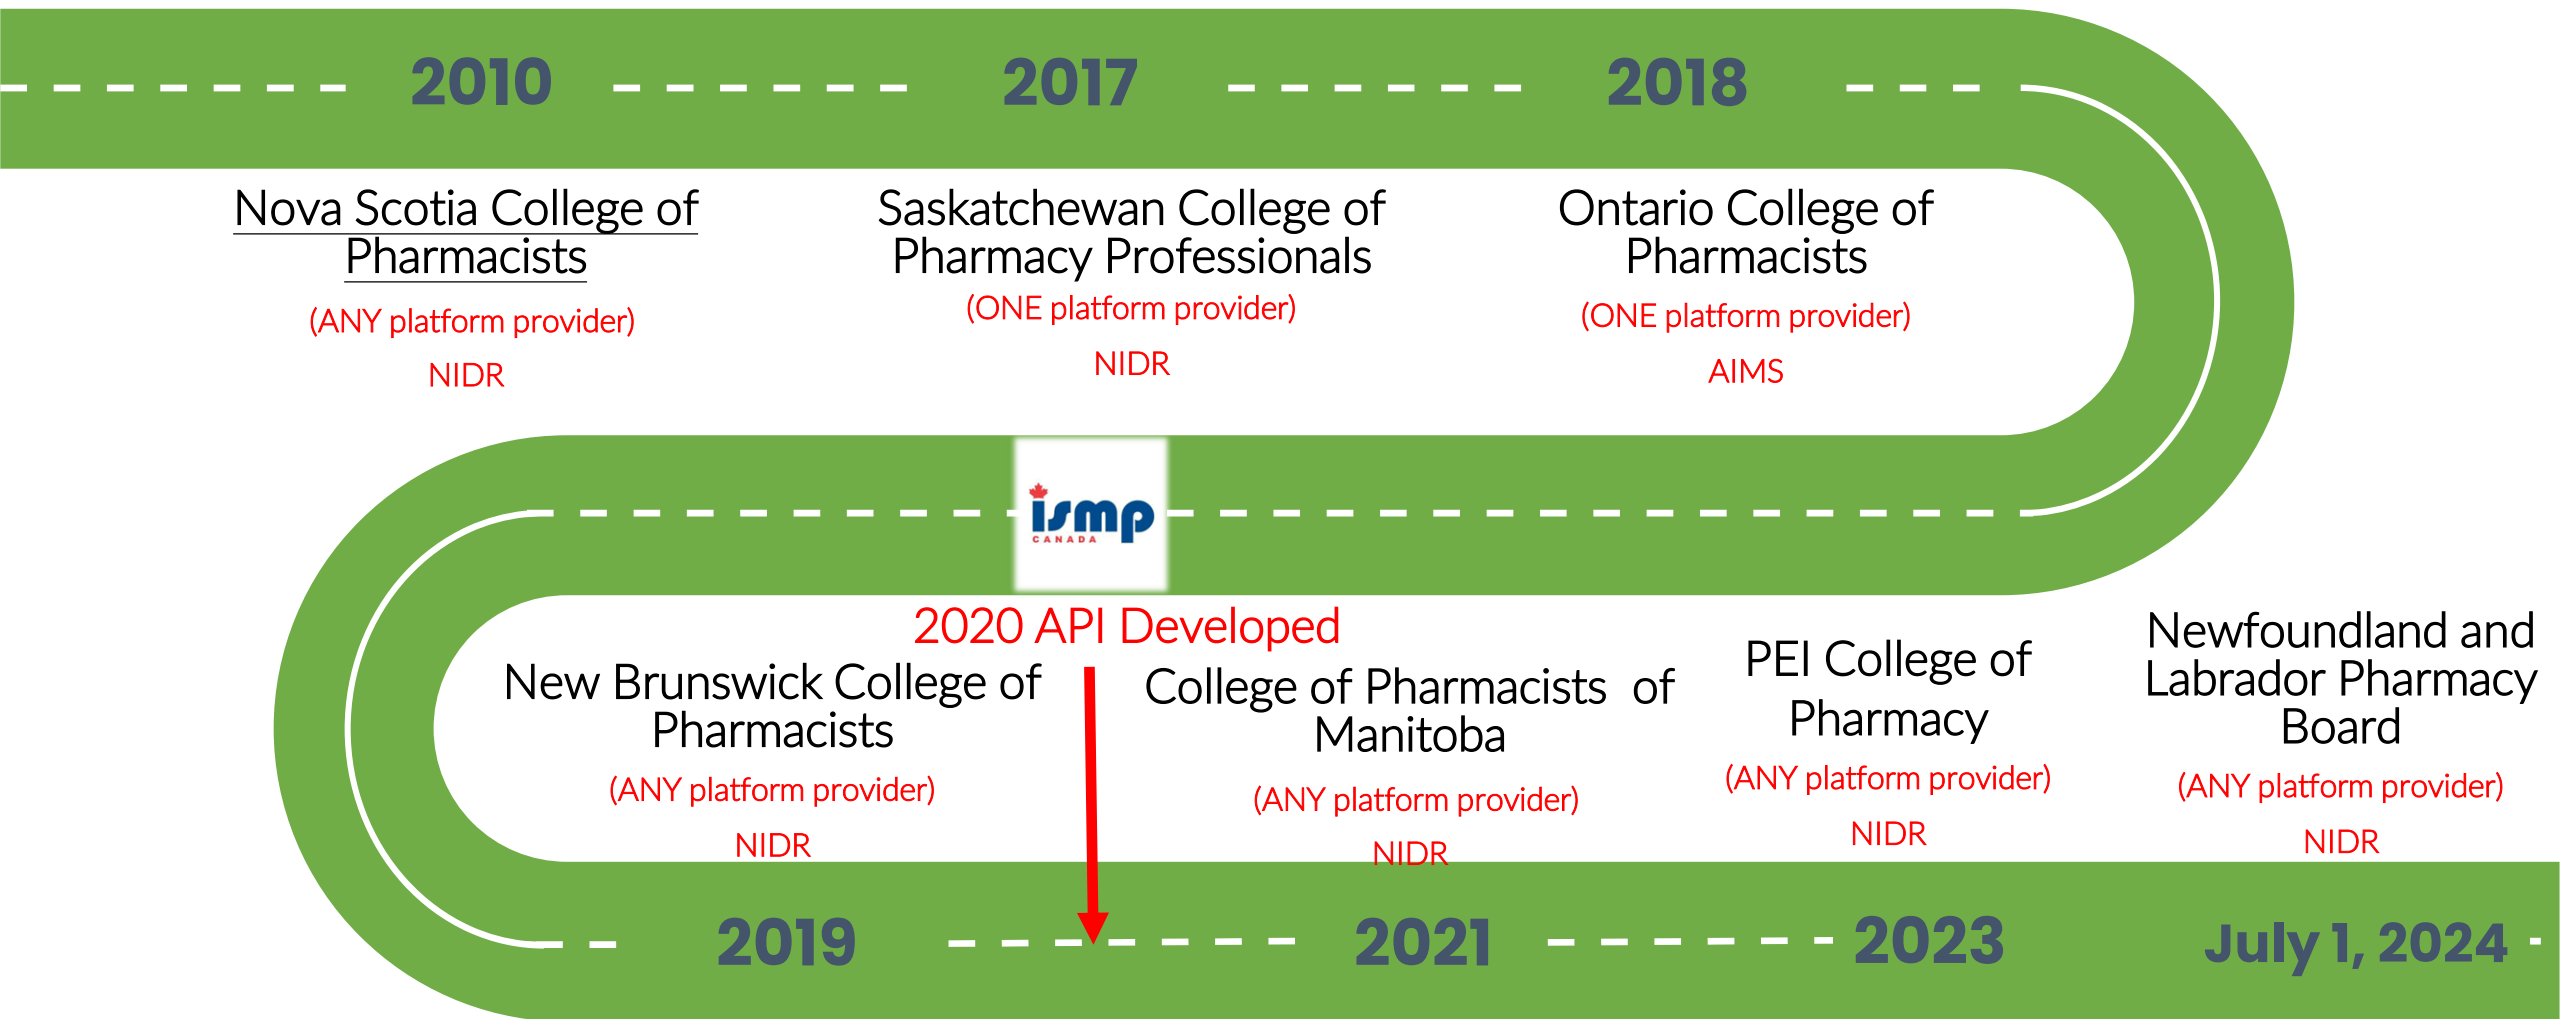 2010
2017
2018
Nova Scotia College of
Pharmacists
(ANY platform provider)
NIDR
Saskatchewan College of
Pharmacy Professionals
(ONE platform provider)
NIDR
Ontario College of
Pharmacists
(ONE platform provider)
AIMS
ismp
CANADA
2020 API Developed
New Brunswick College of
Pharmacists
(ANY platform provider)
NIDR
College of Pharmacists  of
Manitoba
(ANY platform provider)
NIDR
PEI College of
Pharmacy
(ANY platform provider)
NIDR
Newfoundland and
Labrador Pharmacy
Board
(ANY platform provider)
NIDR
2019
2021
2023
July 1, 2024